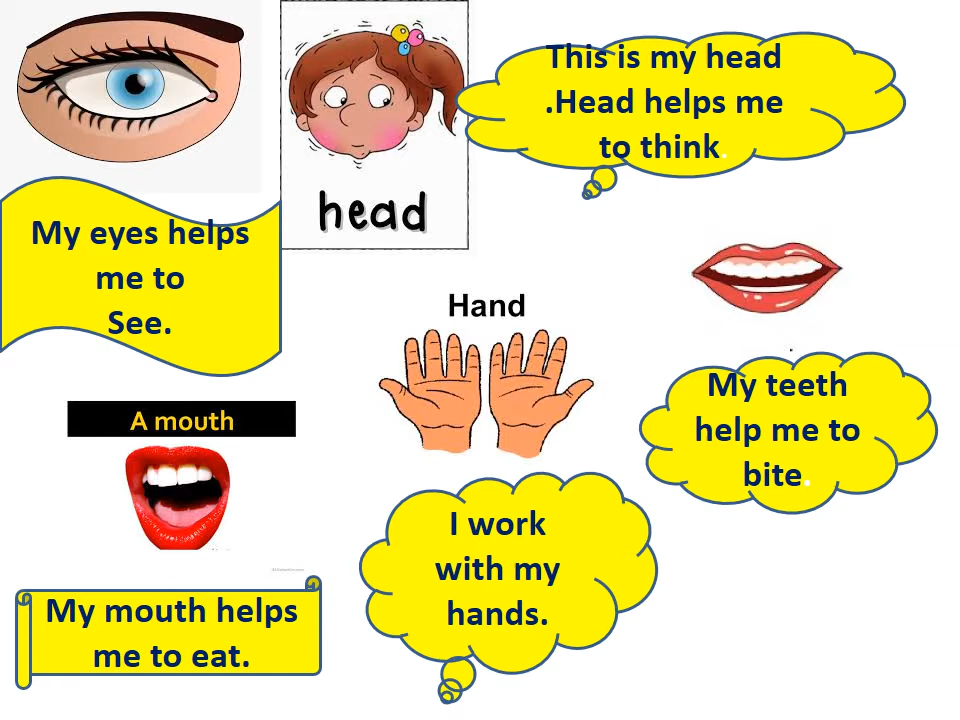 This is my head
.Head helps me
to think.
head
My eyes helps
me to
See.
Hand
My teeth
help me to
bite.
A mouth
I work
with my
hands.
My mouth helps
me to eat.